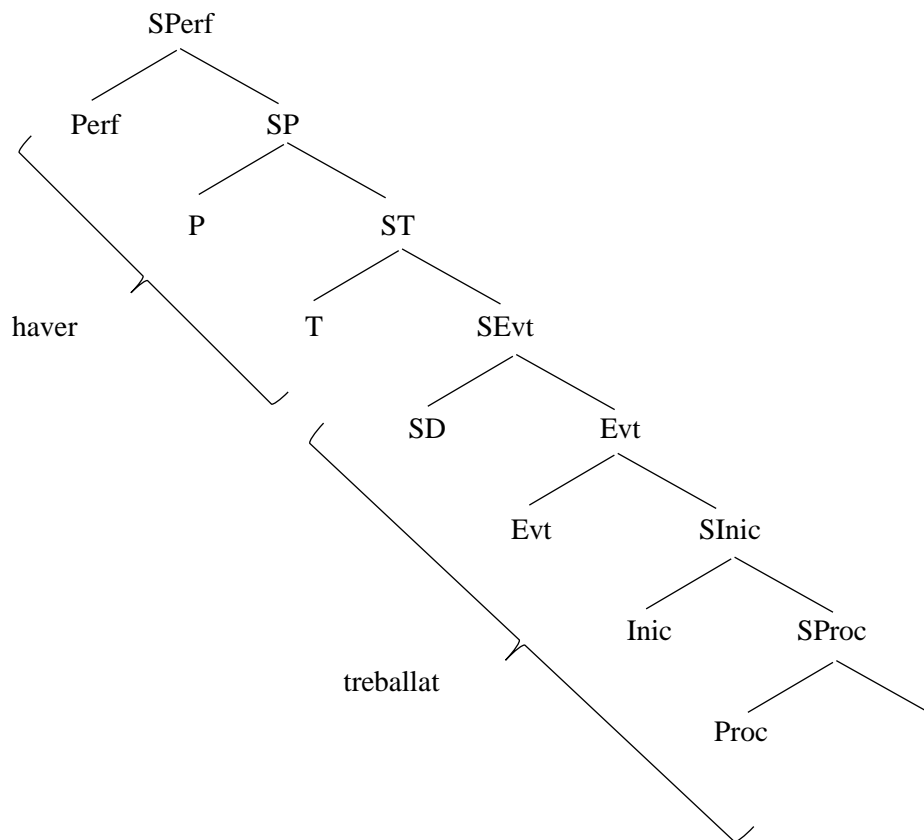 SPerf
Perf SP
P ST
haver T SEvt
SD Evt
Evt SInic
Inic SProc
treballat
Proc